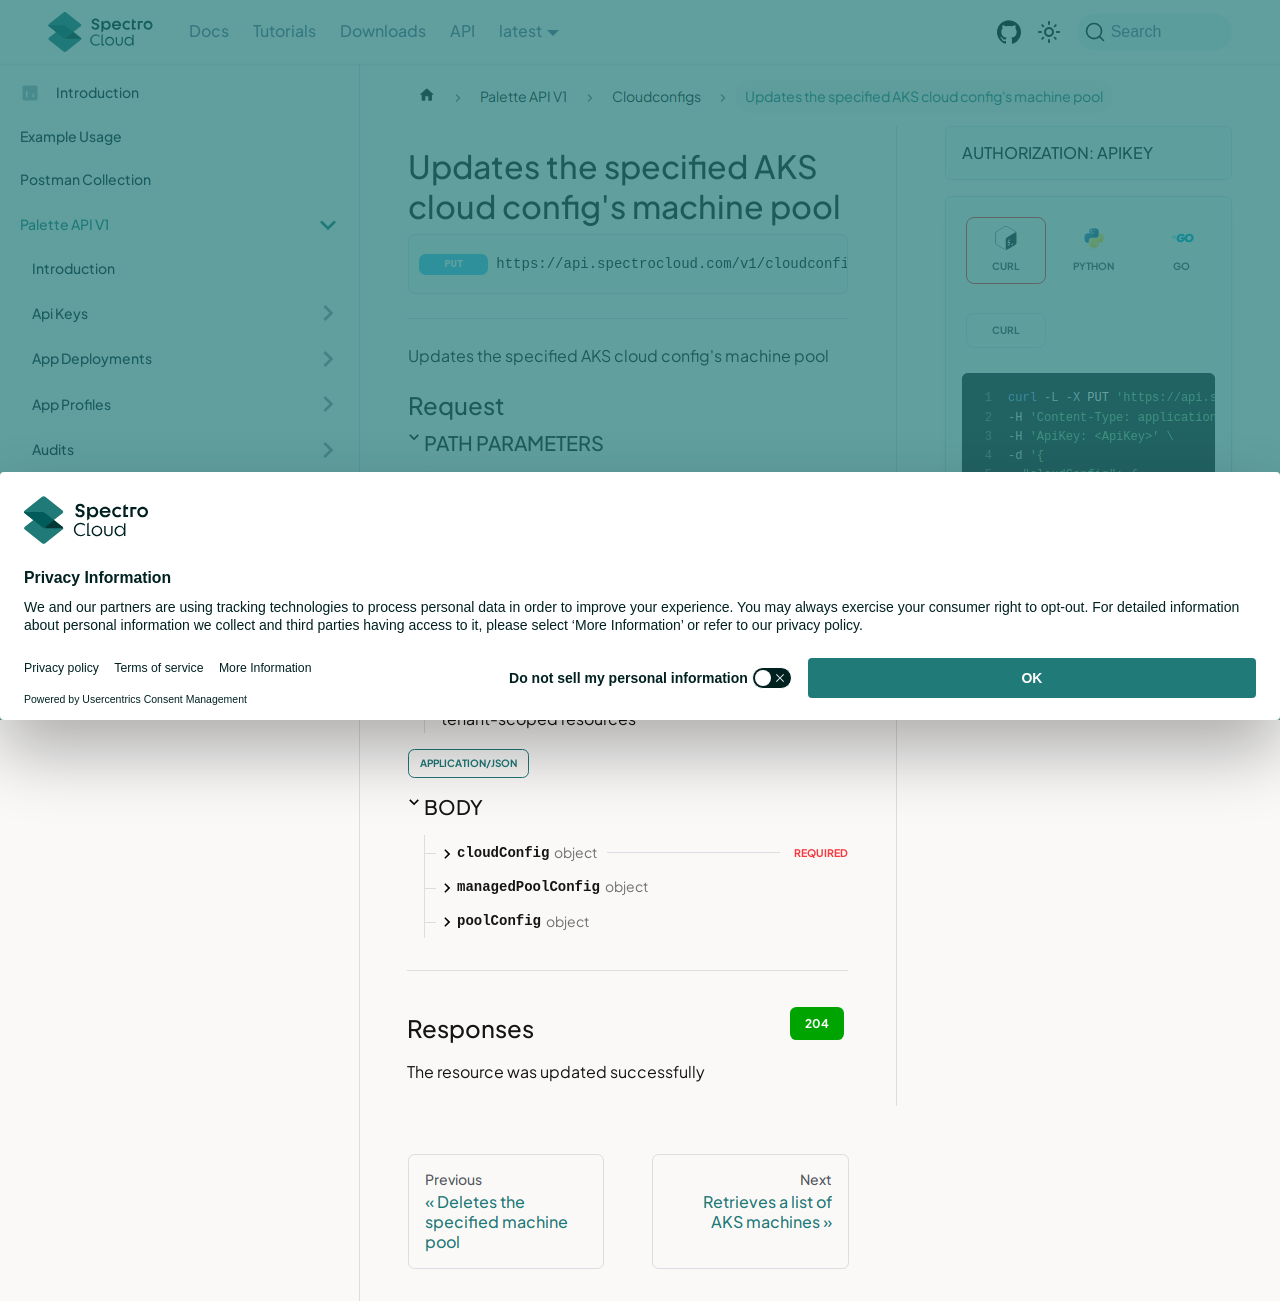 Spectro Cloud
Docs
Tutorials
Downloads
API
latest
Search
Introduction
Example Usage
Postman Collection
Palette API V1
Introduction
Api Keys
App Deployments
App Profiles
Audits
Palette API V1
Cloudconfigs
Updates the specified AKS cloud config's machine pool
Updates the specified AKS
cloud config's machine pool
PUT
https://api.spectrocloud.com/v1/cloudconfi
Updates the specified AKS cloud config's machine pool
Request
PATH PARAMETERS
AUTHORIZATION: APIKEY
CURL
PYTHON
GO
CURL
1 curl -L -X PUT 'https://api.s
2 -H 'Content-Type: application
3 -H 'ApiKey: <ApiKey>' \
4 -d '{
Spectro
Cloud
Privacy Information
We and our partners are using tracking technologies to process personal data in order to improve your experience. You may always exercise your consumer right to opt-out. For detailed information
about personal information we collect and third parties having access to it, please select ‘More Information’ or refer to our privacy policy.
Privacy policy
Terms of service
More Information
Do not sell my personal information
OK
Powered by Usercentrics Consent Management
tenant-scoped resources
APPLICATION/JSON
BODY
cloudConfig object
REQUIRED
managedPoolConfig object
poolConfig object
Responses
204
The resource was updated successfully
Previous
« Deletes the
specified machine
pool
Next
Retrieves a list of
AKS machines »